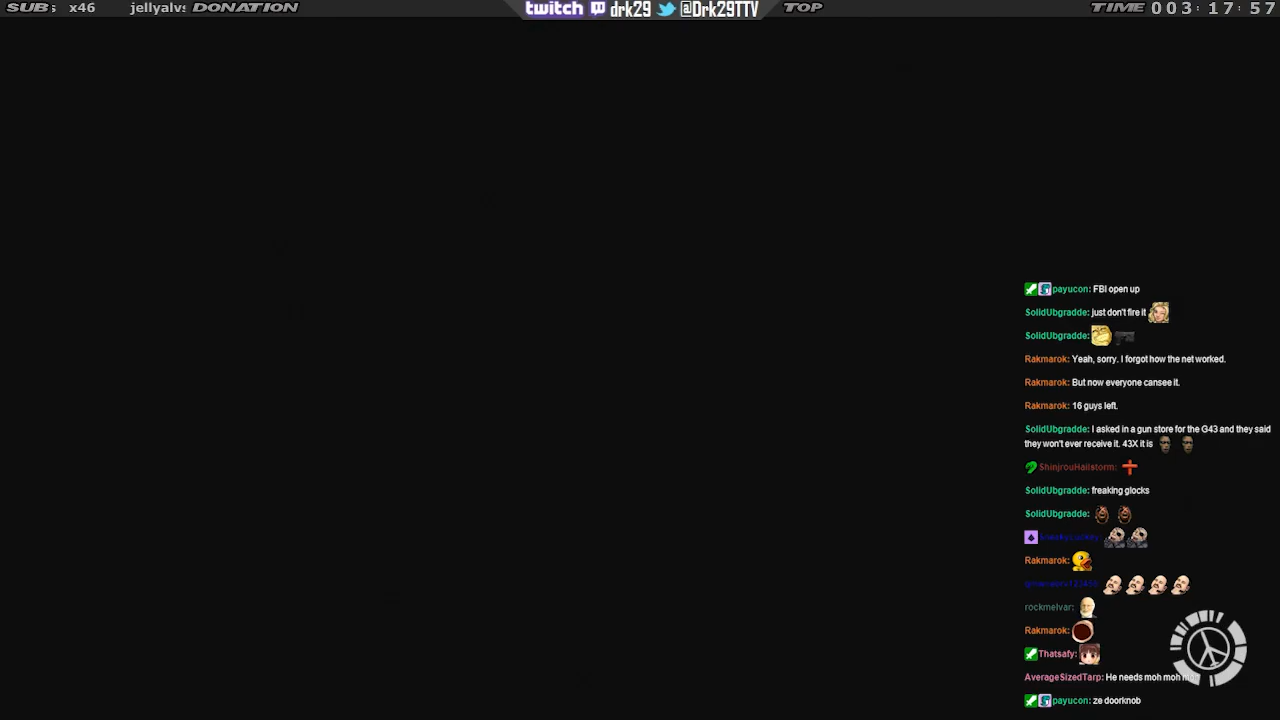 SUBS x46 jellyalvs DONATION twitch drk29 @Drk29TTV TOP TIME 003:17:57
payucon: FBI open up
SolidUbgradde: just don't fire it
SolidUbgradde:
Rakmarok: Yeah, sorry. I forgot how the net worked.
Rakmarok: But now everyone cansee it.
Rakmarok: 16 guys left.
SolidUbgradde: I asked in a gun store for the G43 and they said
they won't ever receive it. 43X it is
ShinjrouHailstorm:
SolidUbgradde: freaking glocks
SolidUbgradde:
Rakmarok:
rockmelvar:
Rakmarok:
Thatsafy:
AverageSizedTarp: He needs moh moh
payucon: ze doorknob